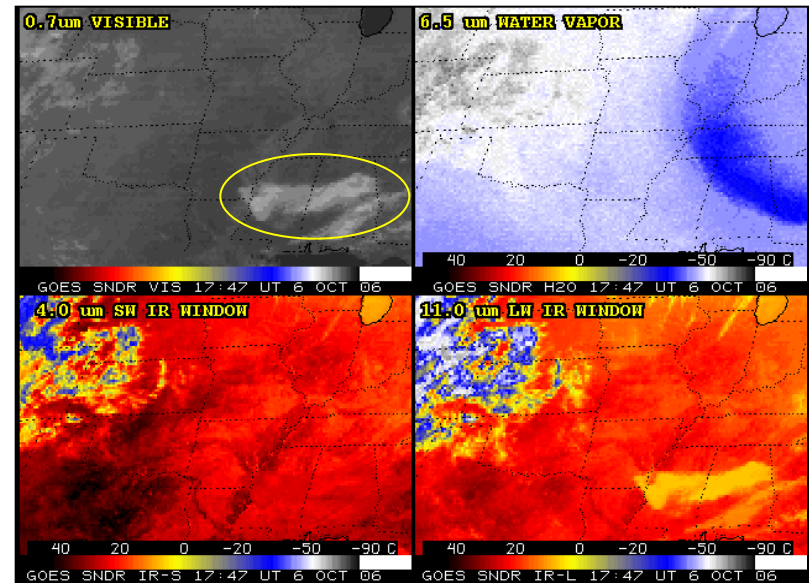 0.7um VISIBLE
6.5 um WATER VAPOR
GOES SNDR VIS 17:47 UT 6 OCT 06
40 20 0 -20 -50 -90 C
GOES SNDR H2O 17:47 UT 6 OCT 06
4.0 um SW IR WINDOW
11.0 um LW IR WINDOW
40 20 0 -20 -50 -90 C
GOES SNDR IR-S 17:47 UT 6 OCT 06
40 20 0 -20 -50 -90 C
GOES SNDR IR-L 17:47 UT 6 OCT 06